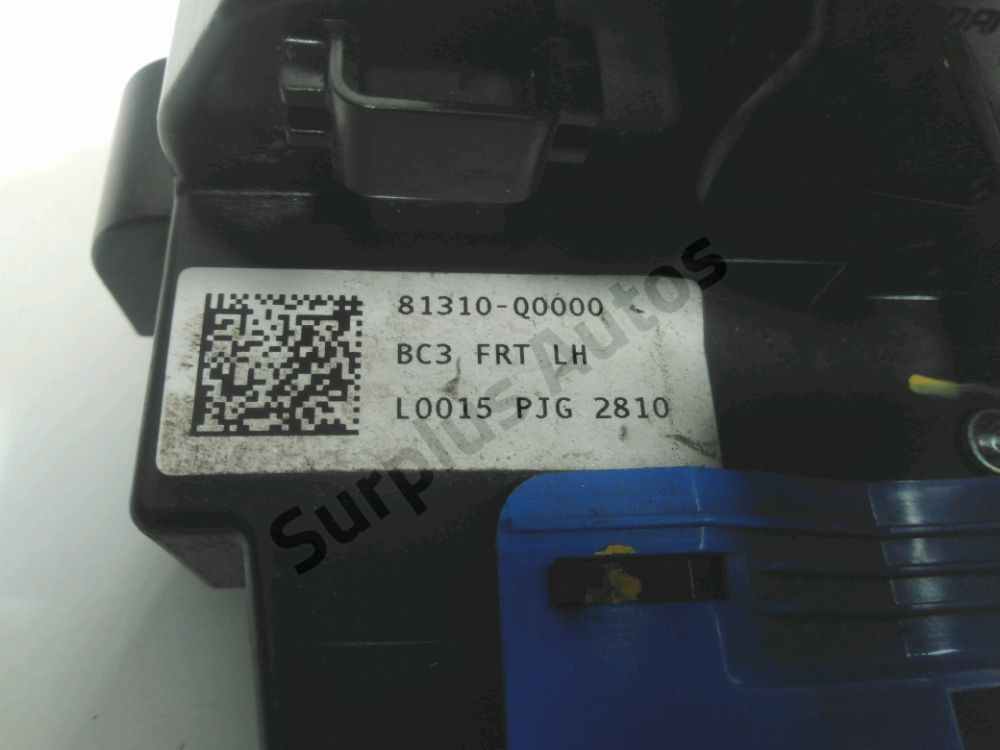 81310-Q0000
BC3 FRT LH
L0015 PJG 2810
Surplus Autos